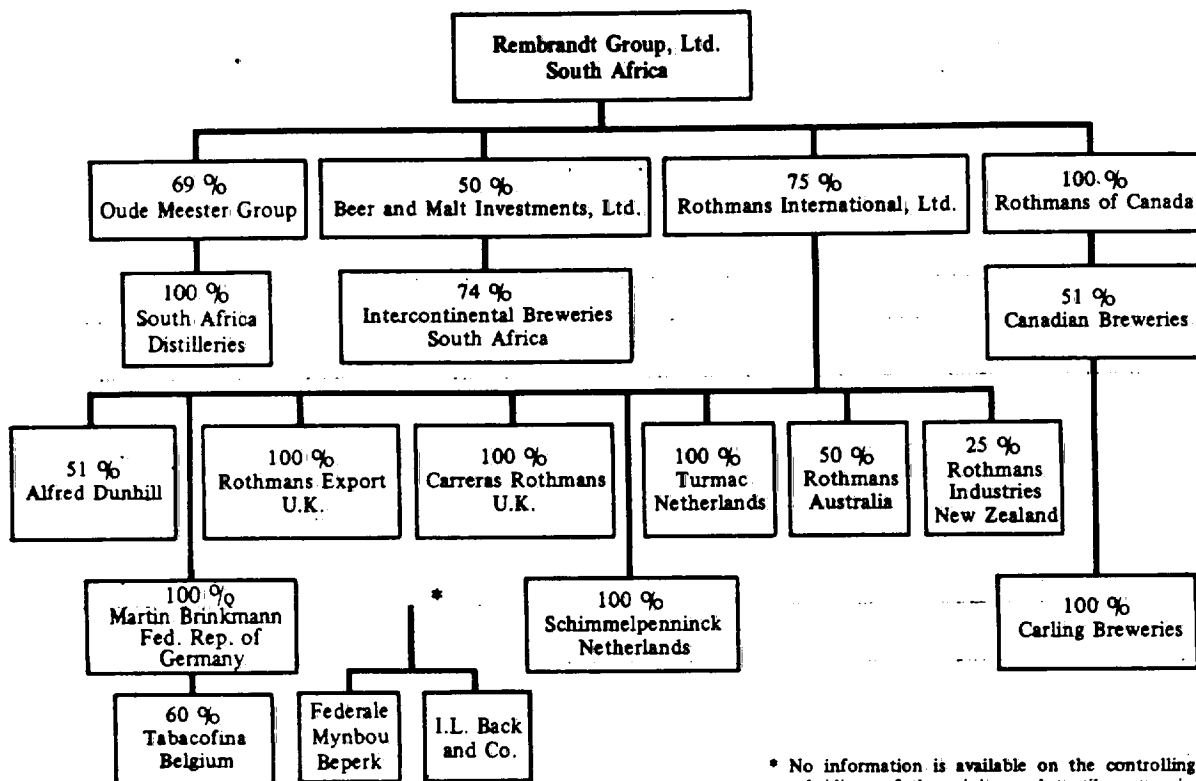 Rembrandt Group, Ltd.
South Africa
69 %
Oude Meester Group
50 %
Beer and Malt Investments, Ltd.
75 %
Rothmans International, Ltd.
100 %
Rothmans of Canada
100 %
South Africa
Distilleries
74 %
Intercontinental Breweries
South Africa
51 %
Canadian Breweries
51 %
Alfred Dunhill
100 %
Rothmans Export
U.K.
100 %
Carreras Rothmans
U.K.
100 %
Turmac
Netherlands
50 %
Rothmans
Australia
25 %
Rothmans
Industries
New Zealand
100 %
Martin Brinkmann
Fed. Rep. of
Germany
*
100 %
Schimmelpenninck
Netherlands
100 %
Carling Breweries
60 %
Tabacofina
Belgium
Federale
Mynbou
Beperk
I.L. Back
and Co.
* No information is available on the controlling